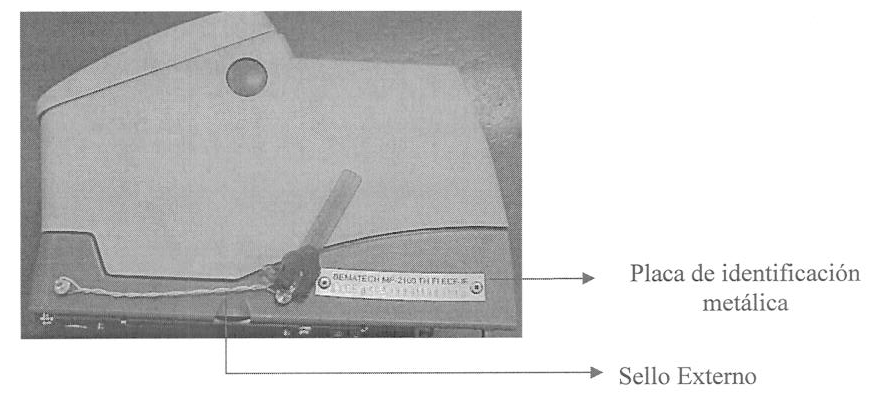 BEMATECH MP-2100 TH FI ECF-IF
Placa de identificación
metálica
Sello Externo